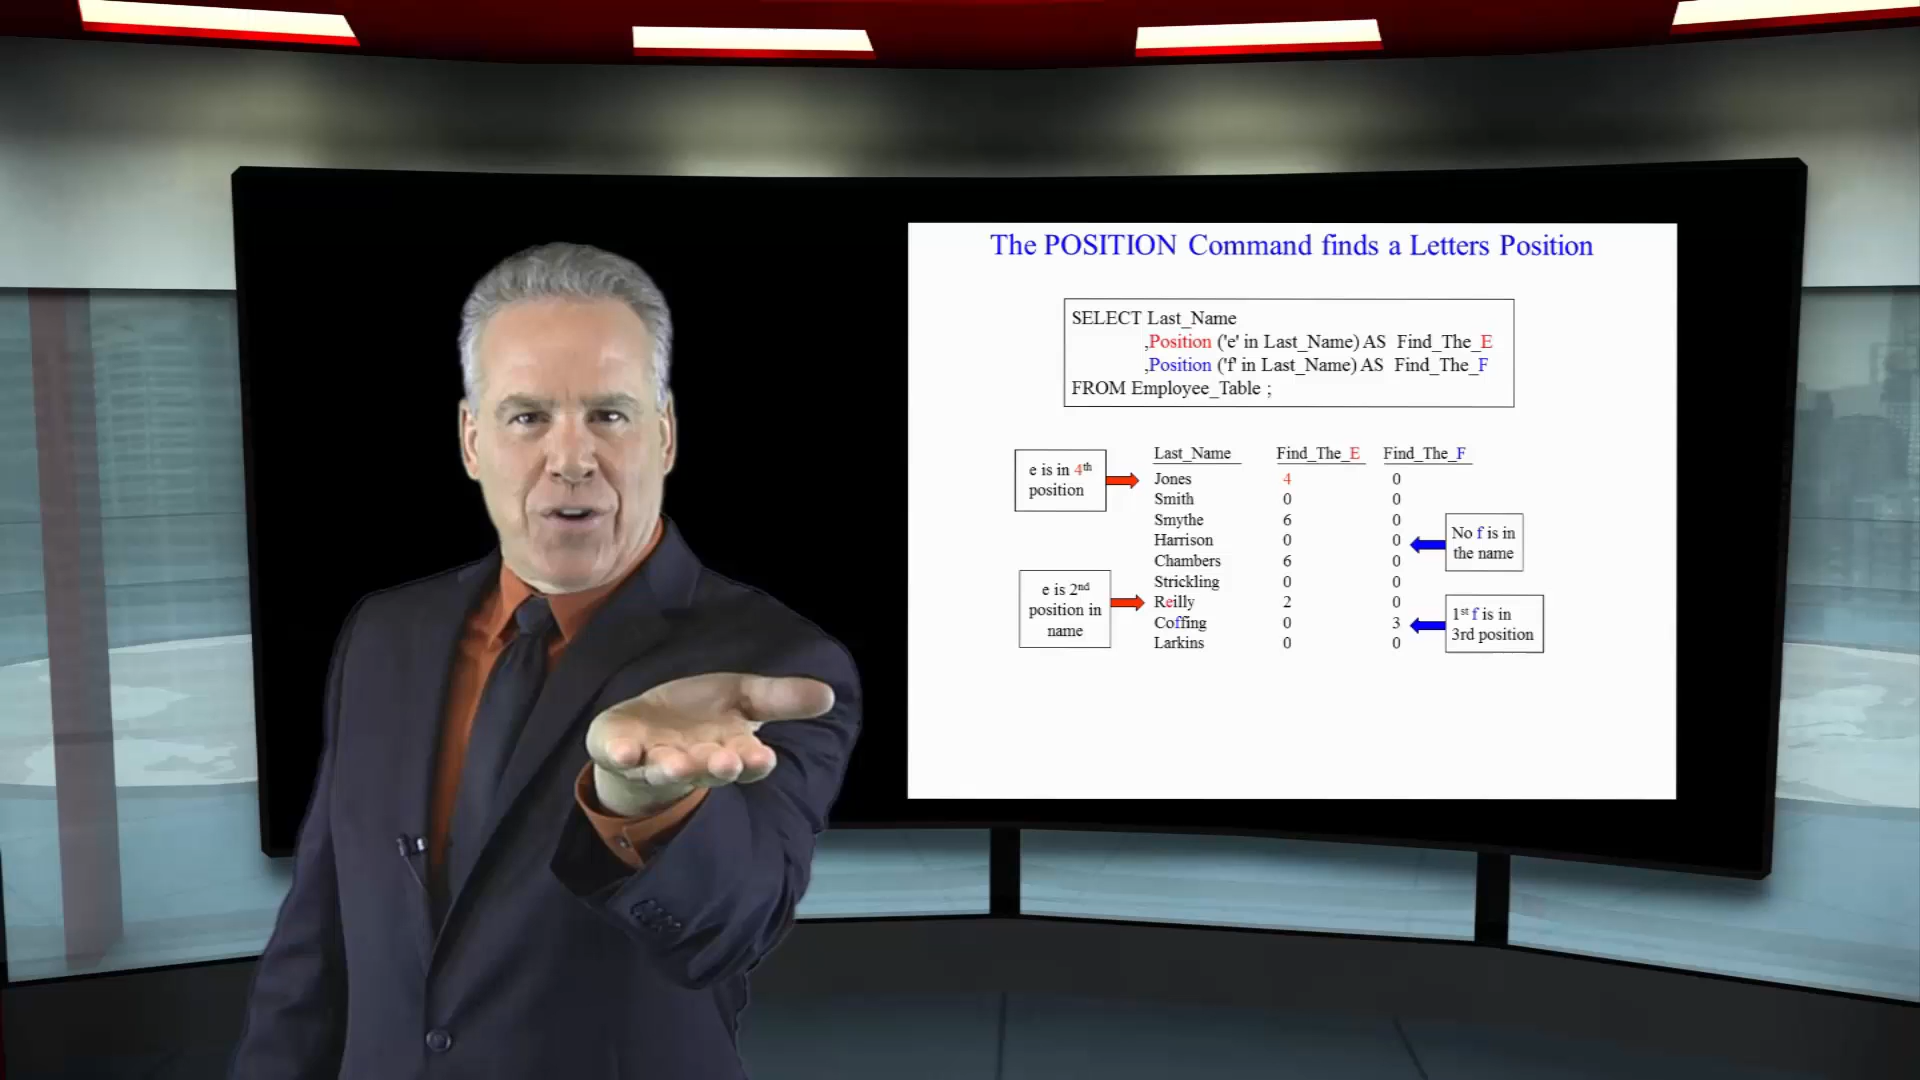 The POSITION Command finds a Letters Position
SELECT Last_Name
,Position ('e' in Last_Name) AS Find_The_E
,Position ('f' in Last_Name) AS Find_The_F
FROM Employee_Table ;
Last_Name Find_The_E Find_The_F
Jones 4 0
Smith 0 0
Smythe 6 0
Harrison 0 0
Chambers 6 0
Strickling 0 0
Reilly 2 0
Coffing 0 3
Larkins 0 0
e is in 4th
position
e is 2nd
position in
name
No f is in
the name
1st f is in
3rd position